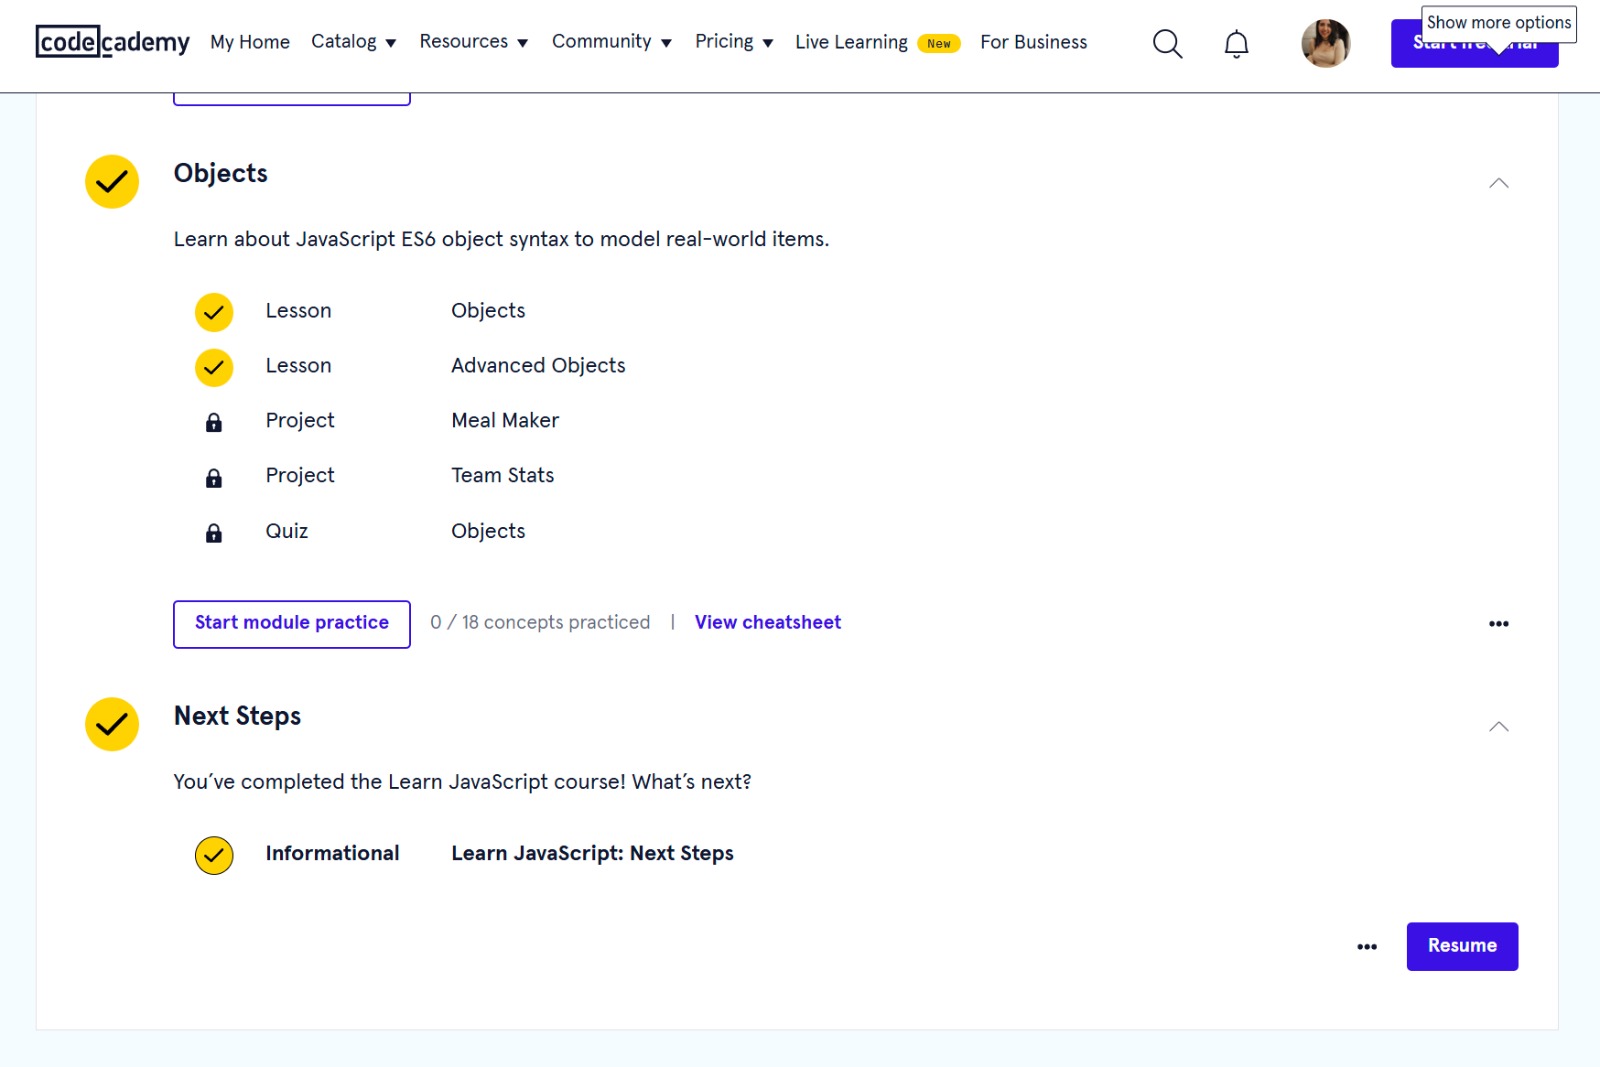 codecademy
My Home
Catalog
Resources
Community
Pricing
Live Learning
New
For Business
Show more options
Objects
Learn about JavaScript ES6 object syntax to model real-world items.
Lesson Objects
Lesson Advanced Objects
Project Meal Maker
Project Team Stats
Quiz Objects
Start module practice 0 / 18 concepts practiced | View cheatsheet
Next Steps
You’ve completed the Learn JavaScript course! What’s next?
Informational Learn JavaScript: Next Steps
Resume